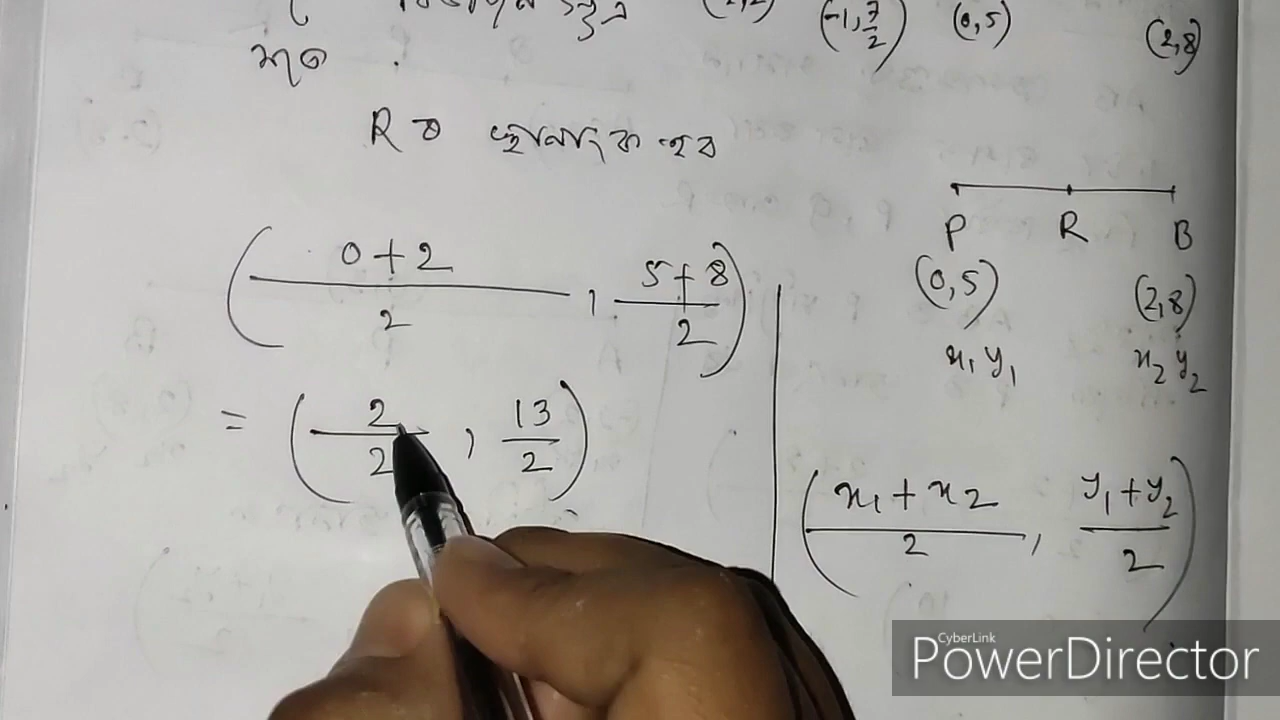 (-1, 7/2) (0,5) (2,8)
মতে
R ৰ স্থানাংক হব
P R B
(0,5) (2,8)
x₁ y₁ x₂ y₂
(0+2/2, 5+8/2)
= (2/2, 13/2)
(x₁+x₂/2, y₁+y₂/2)
CyberLink
PowerDirector